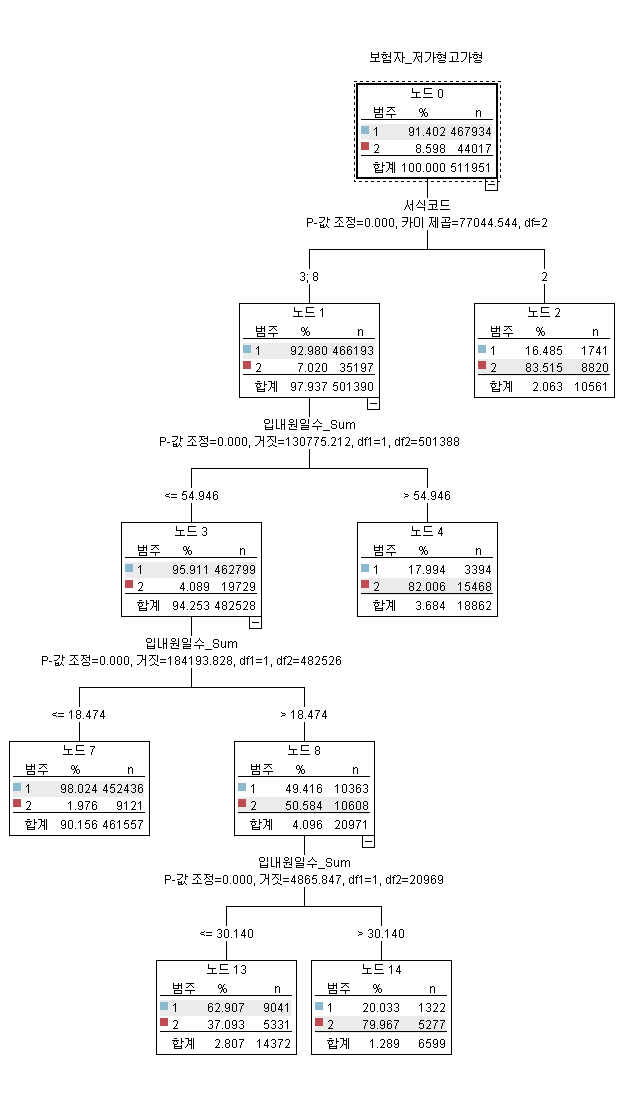 보험자_저가형고가형
노드 0
범주 % n
1 91.402 467934
2 8.598 44017
합계 100.000 511951
서식코드
P-값 조정=0.000, 카이 제곱=77044.544, df=2
3; 8
2
노드 1
범주 % n
1 92.980 466193
2 7.020 35197
합계 97.937 501390
노드 2
범주 % n
1 16.485 1741
2 83.515 8820
합계 2.063 10561
입내원일수_Sum
P-값 조정=0.000, 거짓=130775.212, df1=1, df2=501388
<= 54.946
> 54.946
노드 3
범주 % n
1 95.911 462799
2 4.089 19729
합계 94.253 482528
노드 4
범주 % n
1 17.994 3394
2 82.006 15468
합계 3.684 18862
입내원일수_Sum
P-값 조정=0.000, 거짓=184193.828, df1=1, df2=482526
<= 18.474
> 18.474
노드 7
범주 % n
1 98.024 452436
2 1.976 9121
합계 90.156 461557
노드 8
범주 % n
1 49.416 10363
2 50.584 10608
합계 4.096 20971
입내원일수_Sum
P-값 조정=0.000, 거짓=4865.847, df1=1, df2=20969
<= 30.140
> 30.140
노드 13
범주 % n
1 62.907 9041
2 37.093 5331
합계 2.807 14372
노드 14
범주 % n
1 20.033 1322
2 79.967 5277
합계 1.289 6599